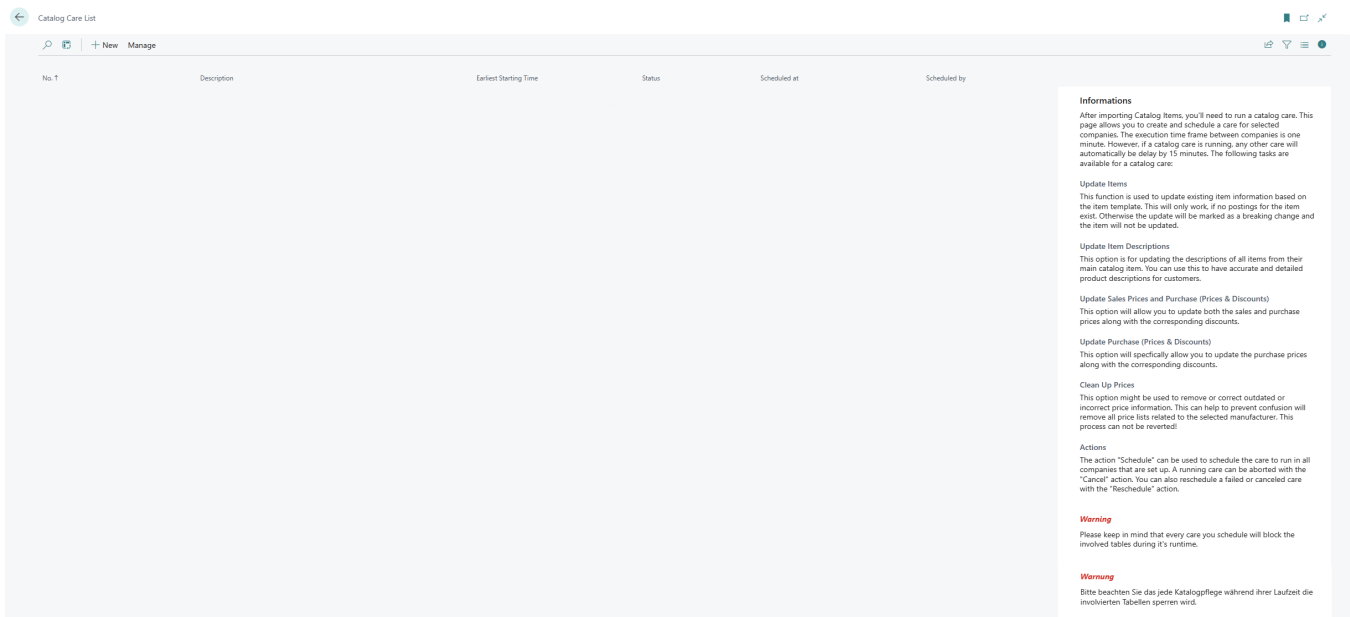 Catalog Care List
New Manage
No. ↑ Description Earliest Starting Time Status Scheduled at Scheduled by
Informations
After importing Catalog Items, you'll need to run a catalog care. This
page allows you to create and schedule a care for selected
companies. The execution time frame between companies is one
minute. However, if a catalog care is running, any other care will
automatically be delay by 15 minutes. The following tasks are
available for a catalog care:
Update Items
This function is used to update existing item information based on
the item template. This will only work, if no postings for the item
exist. Otherwise the update will be marked as a breaking change and
the item will not be updated.
Update Item Descriptions
This option is for updating the descriptions of all items from their
main catalog item. You can use this to have accurate and detailed
product descriptions for customers.
Update Sales Prices and Purchase (Prices & Discounts)
This option will allow you to update both the sales and purchase
prices along with the corresponding discounts.
Update Purchase (Prices & Discounts)
This option will specfically allow you to update the purchase prices
along with the corresponding discounts.
Clean Up Prices
This option might be used to remove or correct outdated or
incorrect price information. This can help to prevent confusion will
remove all price lists related to the selected manufacturer. This
process can not be reverted!
Actions
The action "Schedule" can be used to schedule the care to run in all
companies that are set up. A running care can be aborted with the
"Cancel" action. You can also reschedule a failed or canceled care
with the "Reschedule" action.
Warning
Please keep in mind that every care you schedule will block the
involved tables during it's runtime.
Warnung
Bitte beachten Sie das jede Katalogpflege während ihrer Laufzeit die
involvierten Tabellen sperren wird.